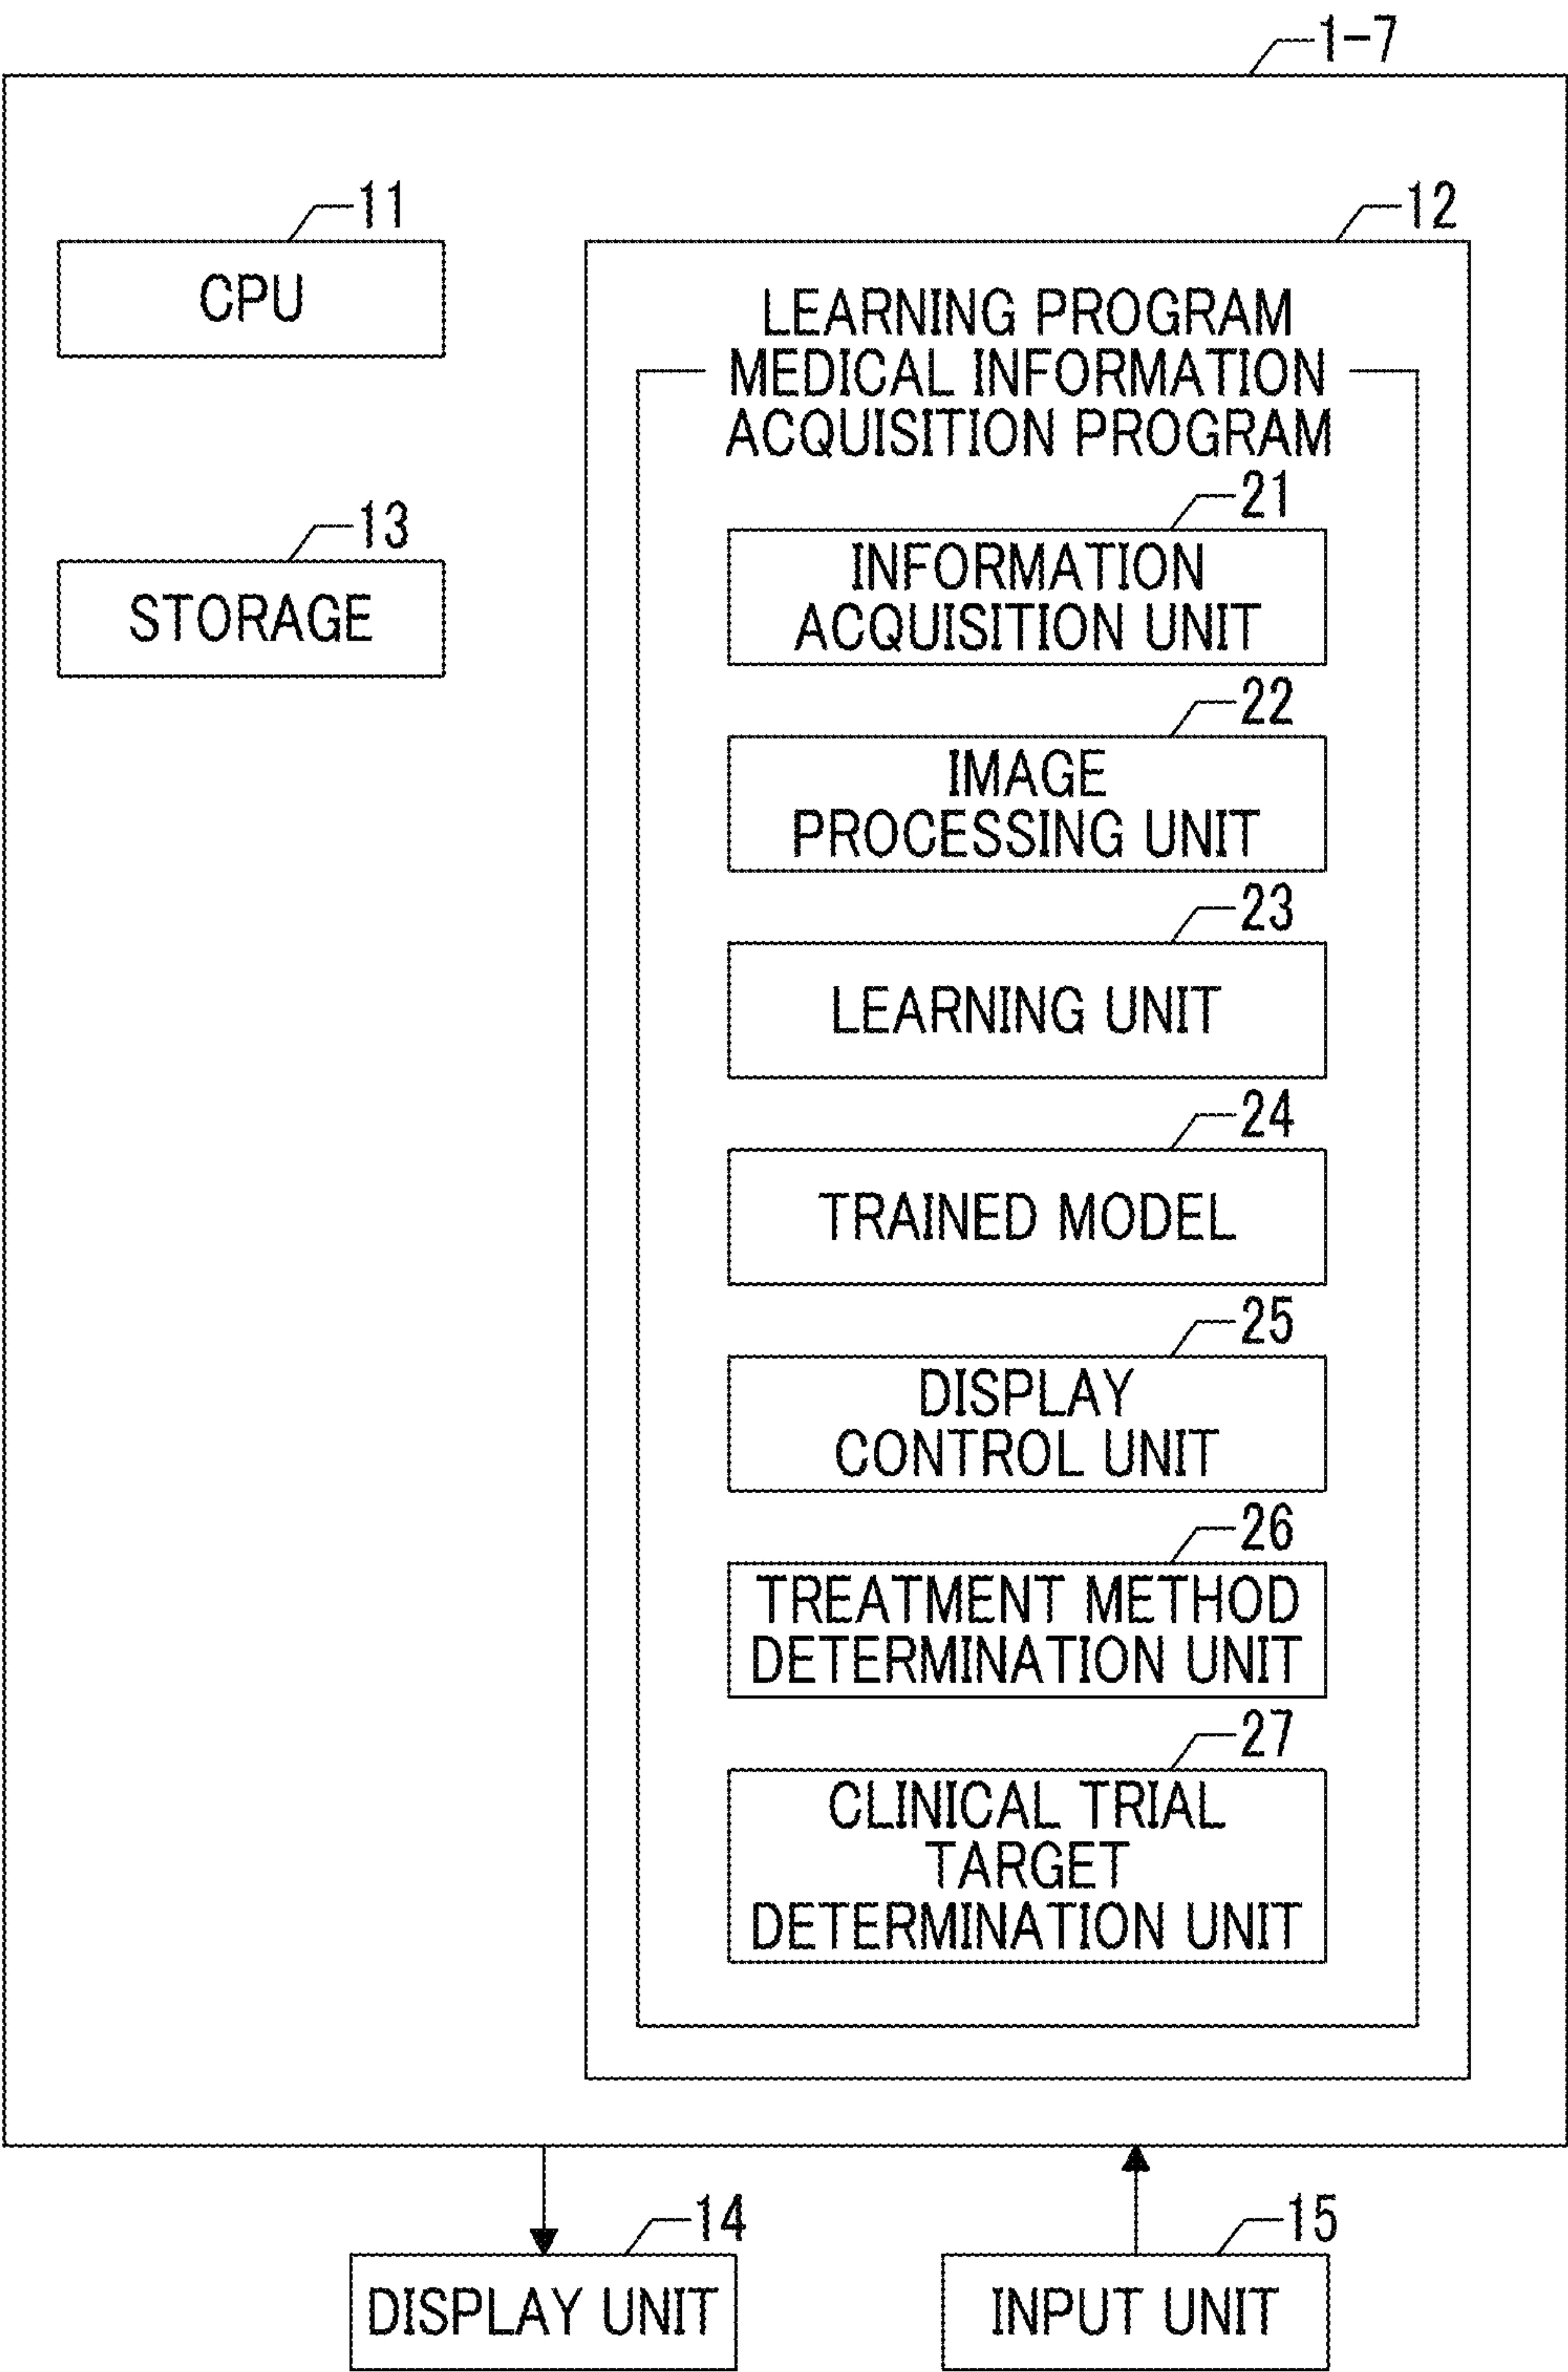 1-7
11
CPU
12
LEARNING PROGRAM
MEDICAL INFORMATION
ACQUISITION PROGRAM
13
STORAGE
21
INFORMATION
ACQUISITION UNIT
22
IMAGE
PROCESSING UNIT
23
LEARNING UNIT
24
TRAINED MODEL
25
DISPLAY
CONTROL UNIT
26
TREATMENT METHOD
DETERMINATION UNIT
27
CLINICAL TRIAL
TARGET
DETERMINATION UNIT
14
DISPLAY UNIT
15
INPUT UNIT